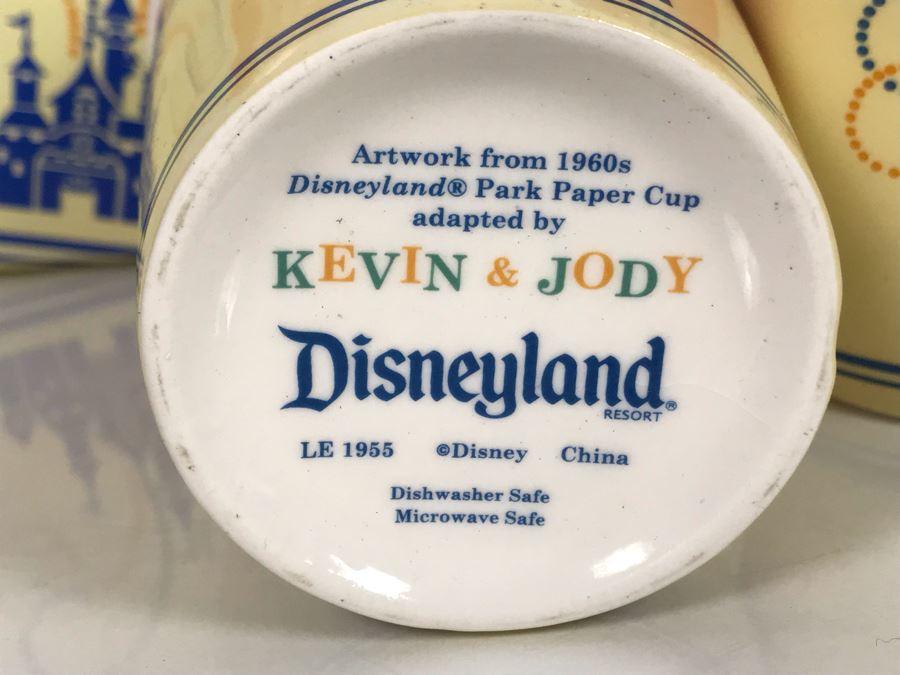 Artwork from 1960s
Disneyland® Park Paper Cup
adapted by
KEVIN & JODY
Disneyland®
RESORT
LE 1955 ©Disney China
Dishwasher Safe
Microwave Safe